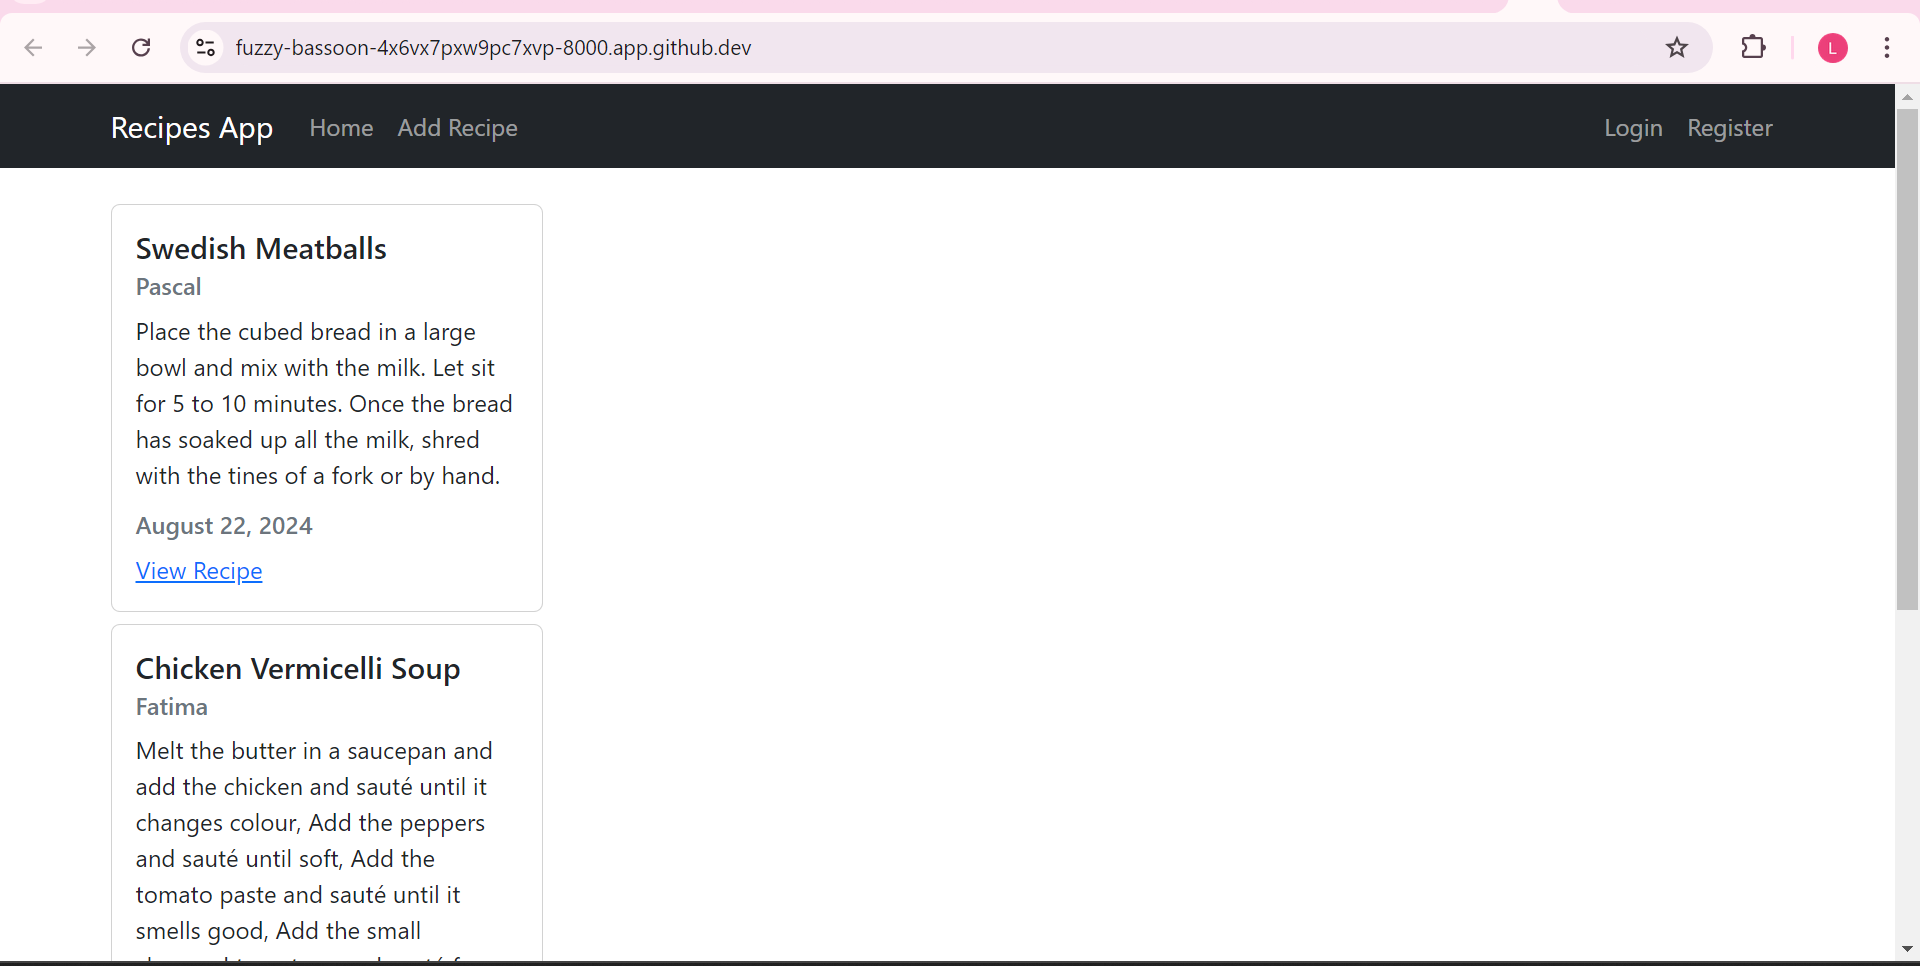 fuzzy-bassoon-4x6vx7pxw9pc7xvp-8000.app.github.dev
L
Recipes App Home Add Recipe Login Register
Swedish Meatballs
Pascal
Place the cubed bread in a large
bowl and mix with the milk. Let sit
for 5 to 10 minutes. Once the bread
has soaked up all the milk, shred
with the tines of a fork or by hand.
August 22, 2024
View Recipe
Chicken Vermicelli Soup
Fatima
Melt the butter in a saucepan and
add the chicken and sauté until it
changes colour, Add the peppers
and sauté until soft, Add the
tomato paste and sauté until it
smells good, Add the small